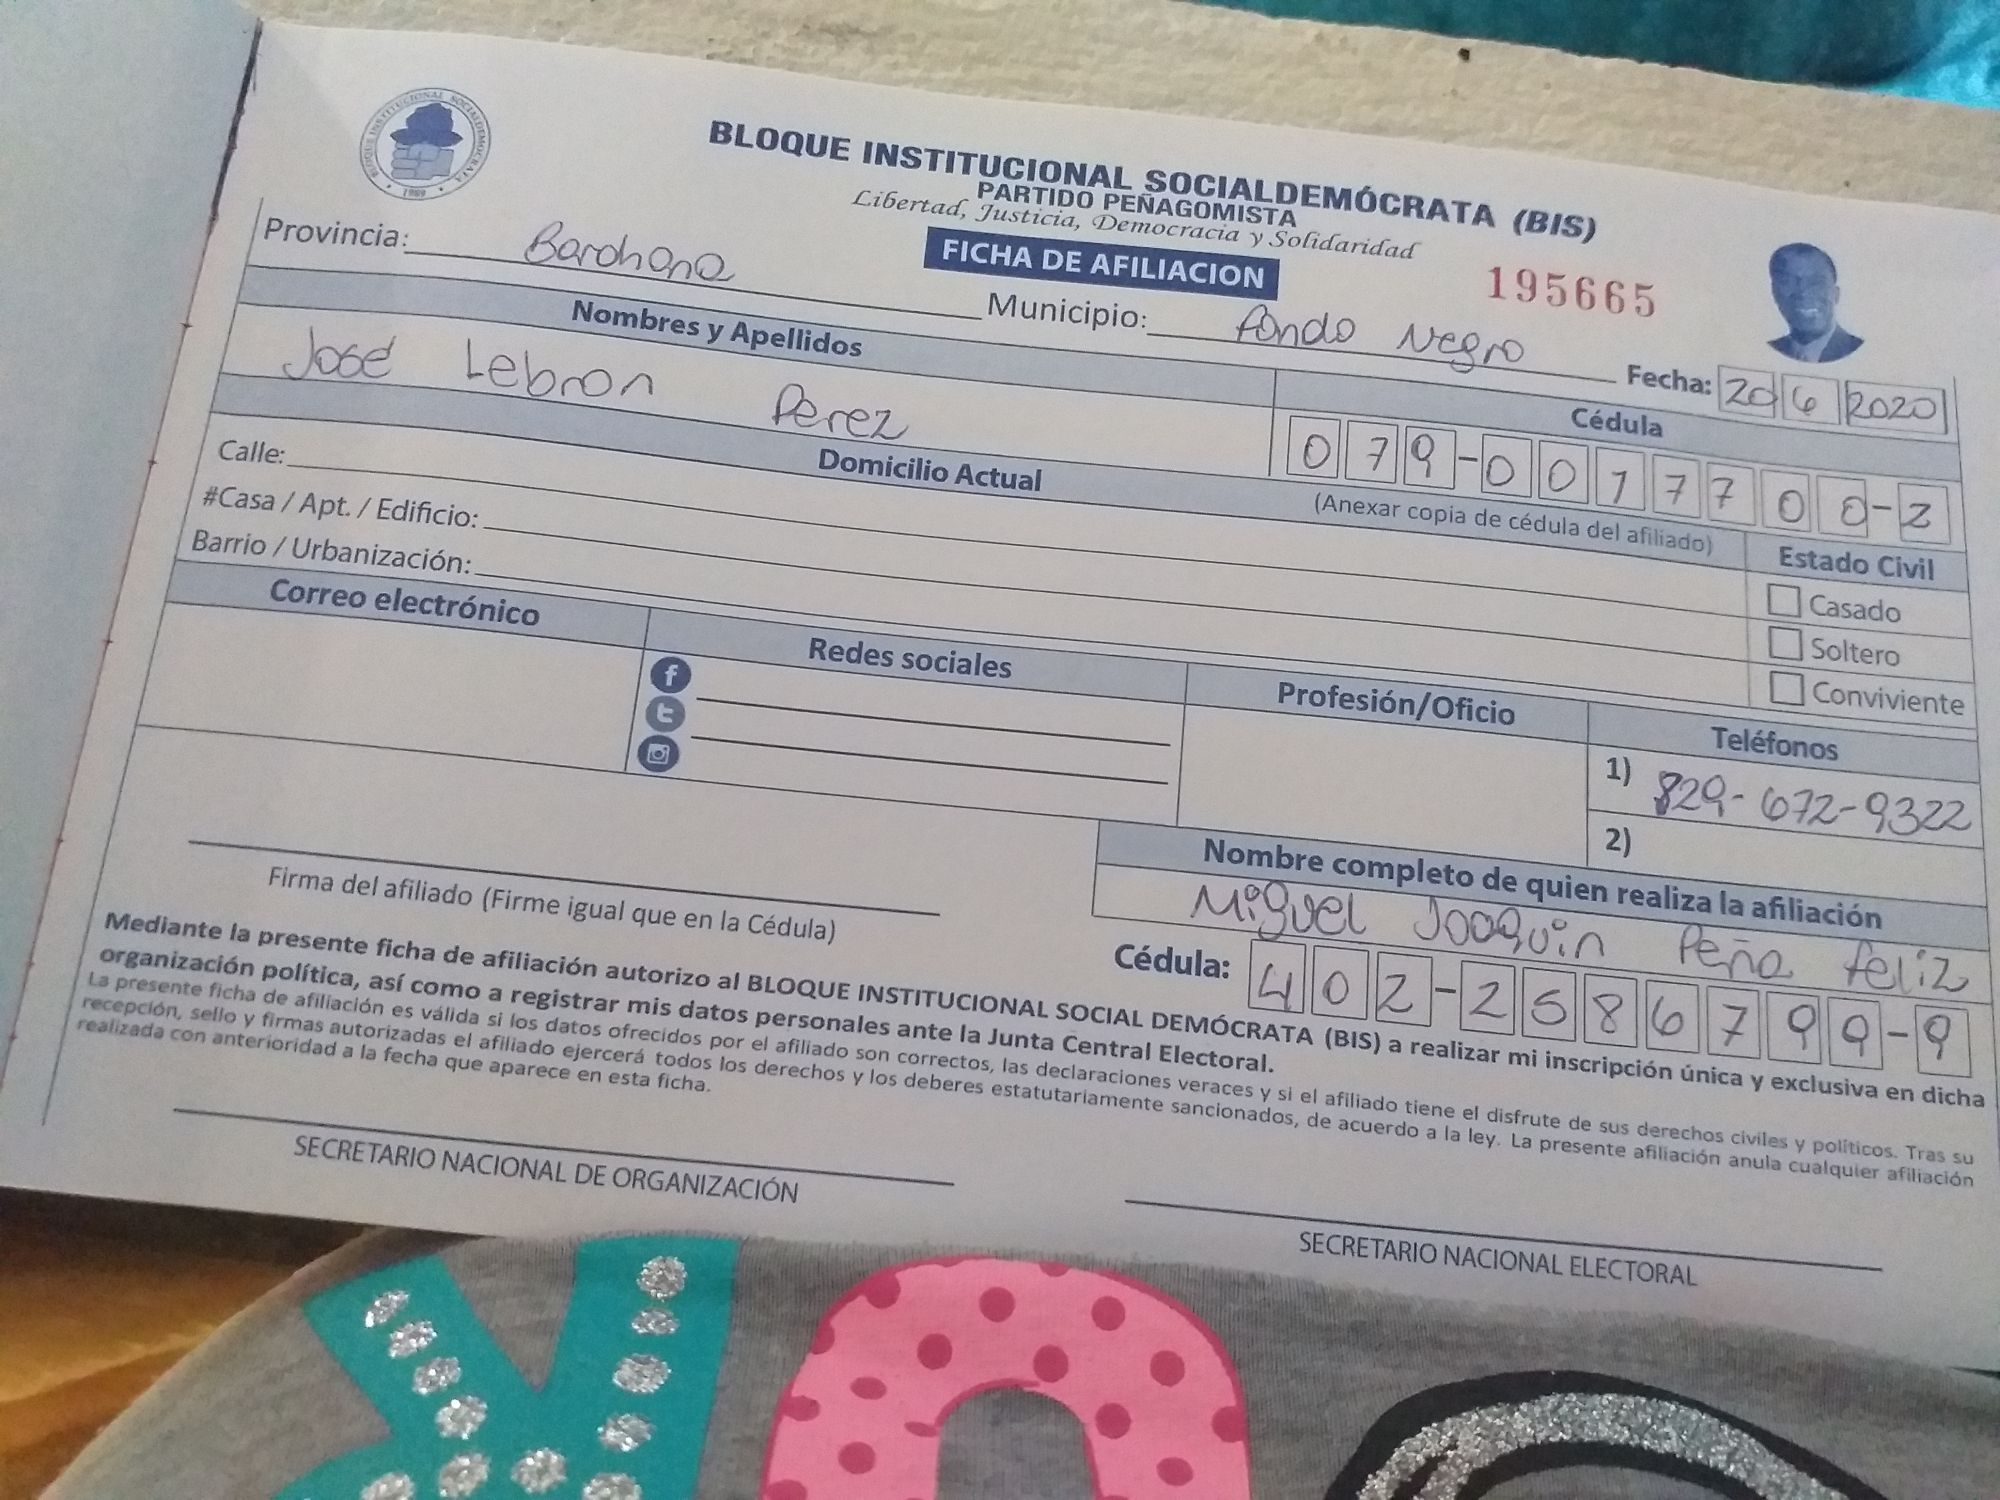 BLOQUE INSTITUCIONAL SOCIALDEMOCRATA
1989
BLOQUE INSTITUCIONAL SOCIALDEMÓCRATA (BIS)
PARTIDO PEÑAGOMISTA
Libertad, Justicia, Democracia y Solidaridad
FICHA DE AFILIACION
195665
Provincia: Barahona Municipio: Fondo Negro Fecha: 20 6 2020
Nombres y Apellidos Cédula
José Lebron Perez 079-0017700-2
Domicilio Actual (Anexar copia de cédula del afiliado)
Calle: Estado Civil
#Casa / Apt. / Edificio: Casado
Barrio / Urbanización: Soltero
Conviviente
Correo electrónico Redes sociales Profesión/Oficio Teléfonos
1) 829-672-9322
2)
Nombre completo de quien realiza la afiliación
Miguel Joaquin Peña feliz
Firma del afiliado (Firme igual que en la Cédula) Cédula: 402-2586799-9
Mediante la presente ficha de afiliación autorizo al BLOQUE INSTITUCIONAL SOCIAL DEMÓCRATA (BIS) a realizar mi inscripción única y exclusiva en dicha
organización política, así como a registrar mis datos personales ante la Junta Central Electoral.
La presente ficha de afiliación es válida si los datos ofrecidos por el afiliado son correctos, las declaraciones veraces y si el afiliado tiene el disfrute de sus derechos civiles y políticos. Tras su
recepción, sello y firmas autorizadas el afiliado ejercerá todos los derechos y los deberes estatutariamente sancionados, de acuerdo a la ley. La presente afiliación anula cualquier afiliación
realizada con anterioridad a la fecha que aparece en esta ficha.
SECRETARIO NACIONAL DE ORGANIZACIÓN
SECRETARIO NACIONAL ELECTORAL